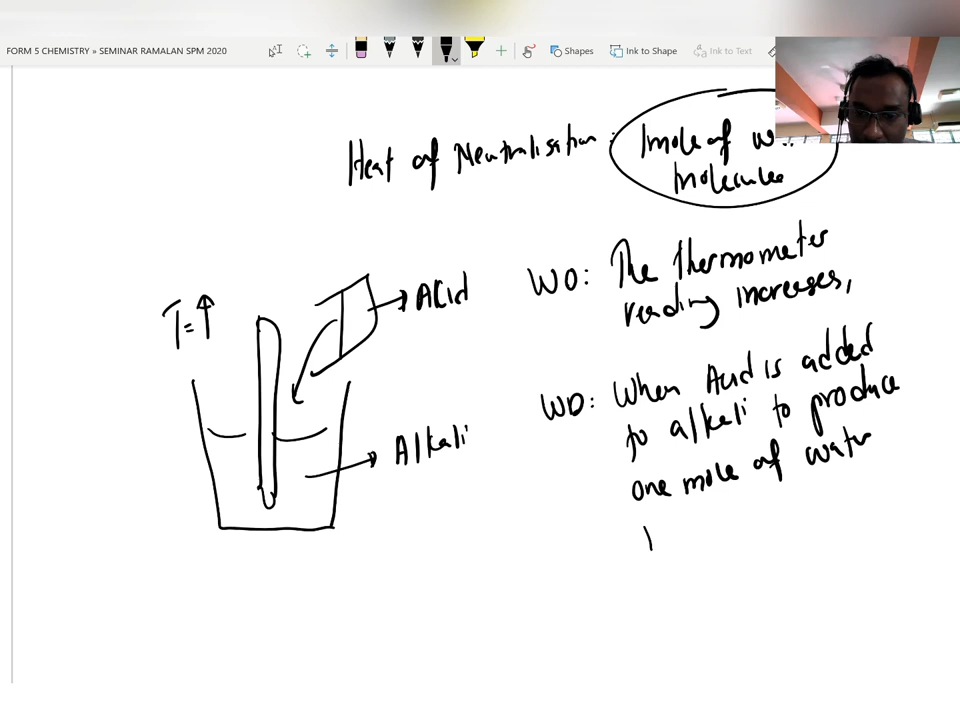 FORM 5 CHEMISTRY » SEMINAR RAMALAN SPM 2020
Shapes
Ink to Shape
Ink to Text
Heat of Neutralisation : 1mole of
molecules
T=↑
Acid
Alkali
WO: The thermometer
reading increases,
WD: When Acid is added
to alkali to produce
one mole of water